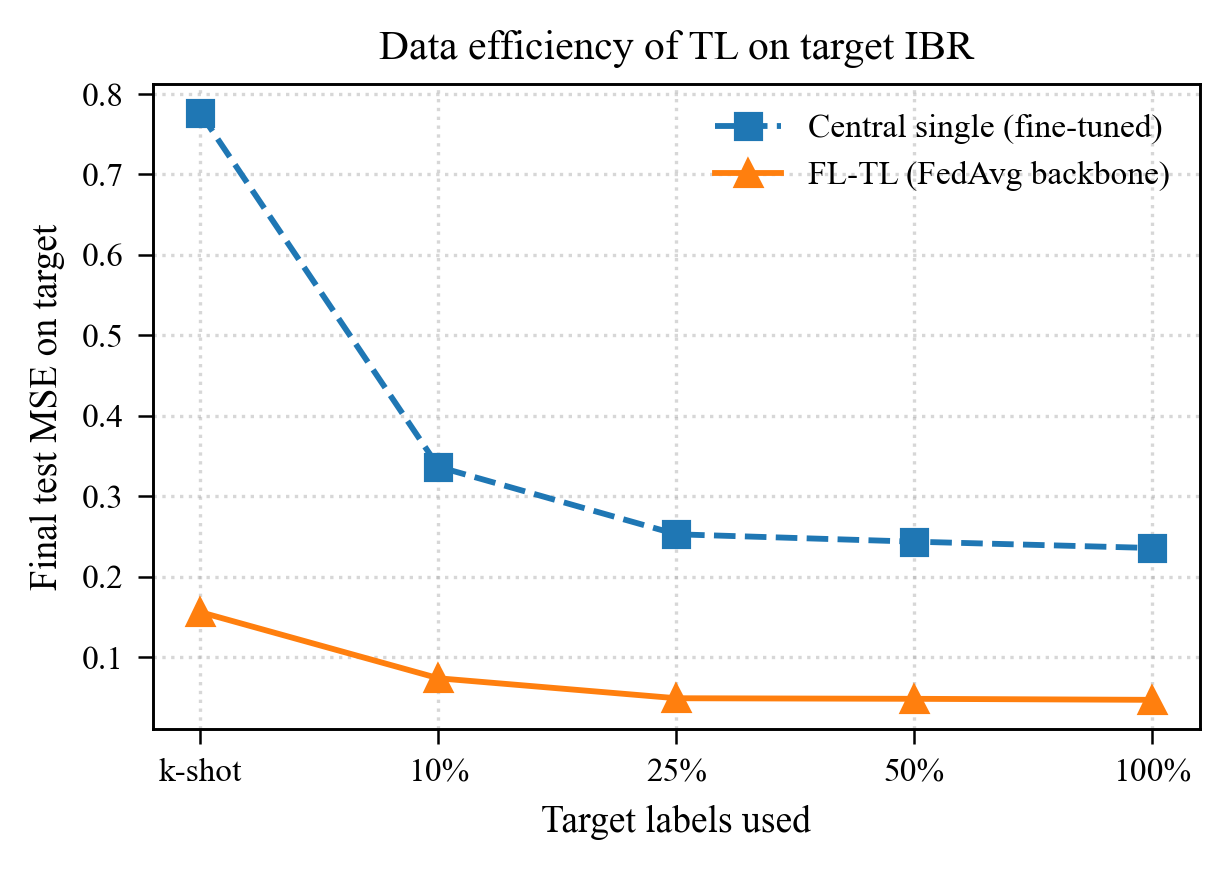 Data efficiency of TL on target IBR
Central single (fine-tuned)
FL-TL (FedAvg backbone)
Final test MSE on target
0.8
0.7
0.6
0.5
0.4
0.3
0.2
0.1
k-shot 10% 25% 50% 100%
Target labels used